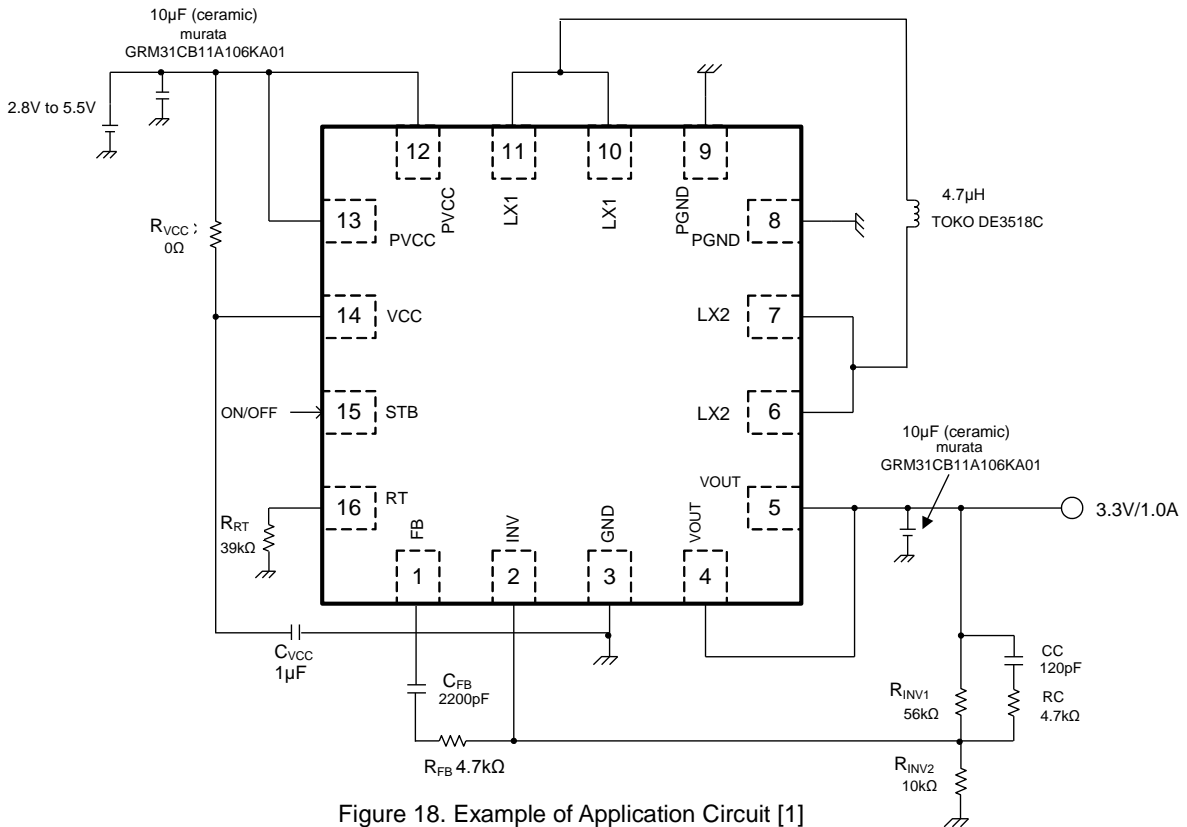 10µF (ceramic)
murata
GRM31CB11A106KA01
2.8V to 5.5V
12
11
10
9
PVCC
LX1
LX1
PGND
4.7µH
TOKO DE3518C
RVCC :
0Ω
13
PVCC
8
PGND
14
VCC
7
LX2
ON/OFF
15
STB
6
LX2
10µF (ceramic)
murata
GRM31CB11A106KA01
16
RT
VOUT
5
3.3V/1.0A
RRT
39kΩ
FB
INV
GND
VOUT
1
2
3
4
CVCC
1µF
CFB
2200pF
CC
120pF
RINV1
56kΩ
RC
4.7kΩ
RFB 4.7kΩ
RINV2
10kΩ
Figure 18. Example of Application Circuit [1]